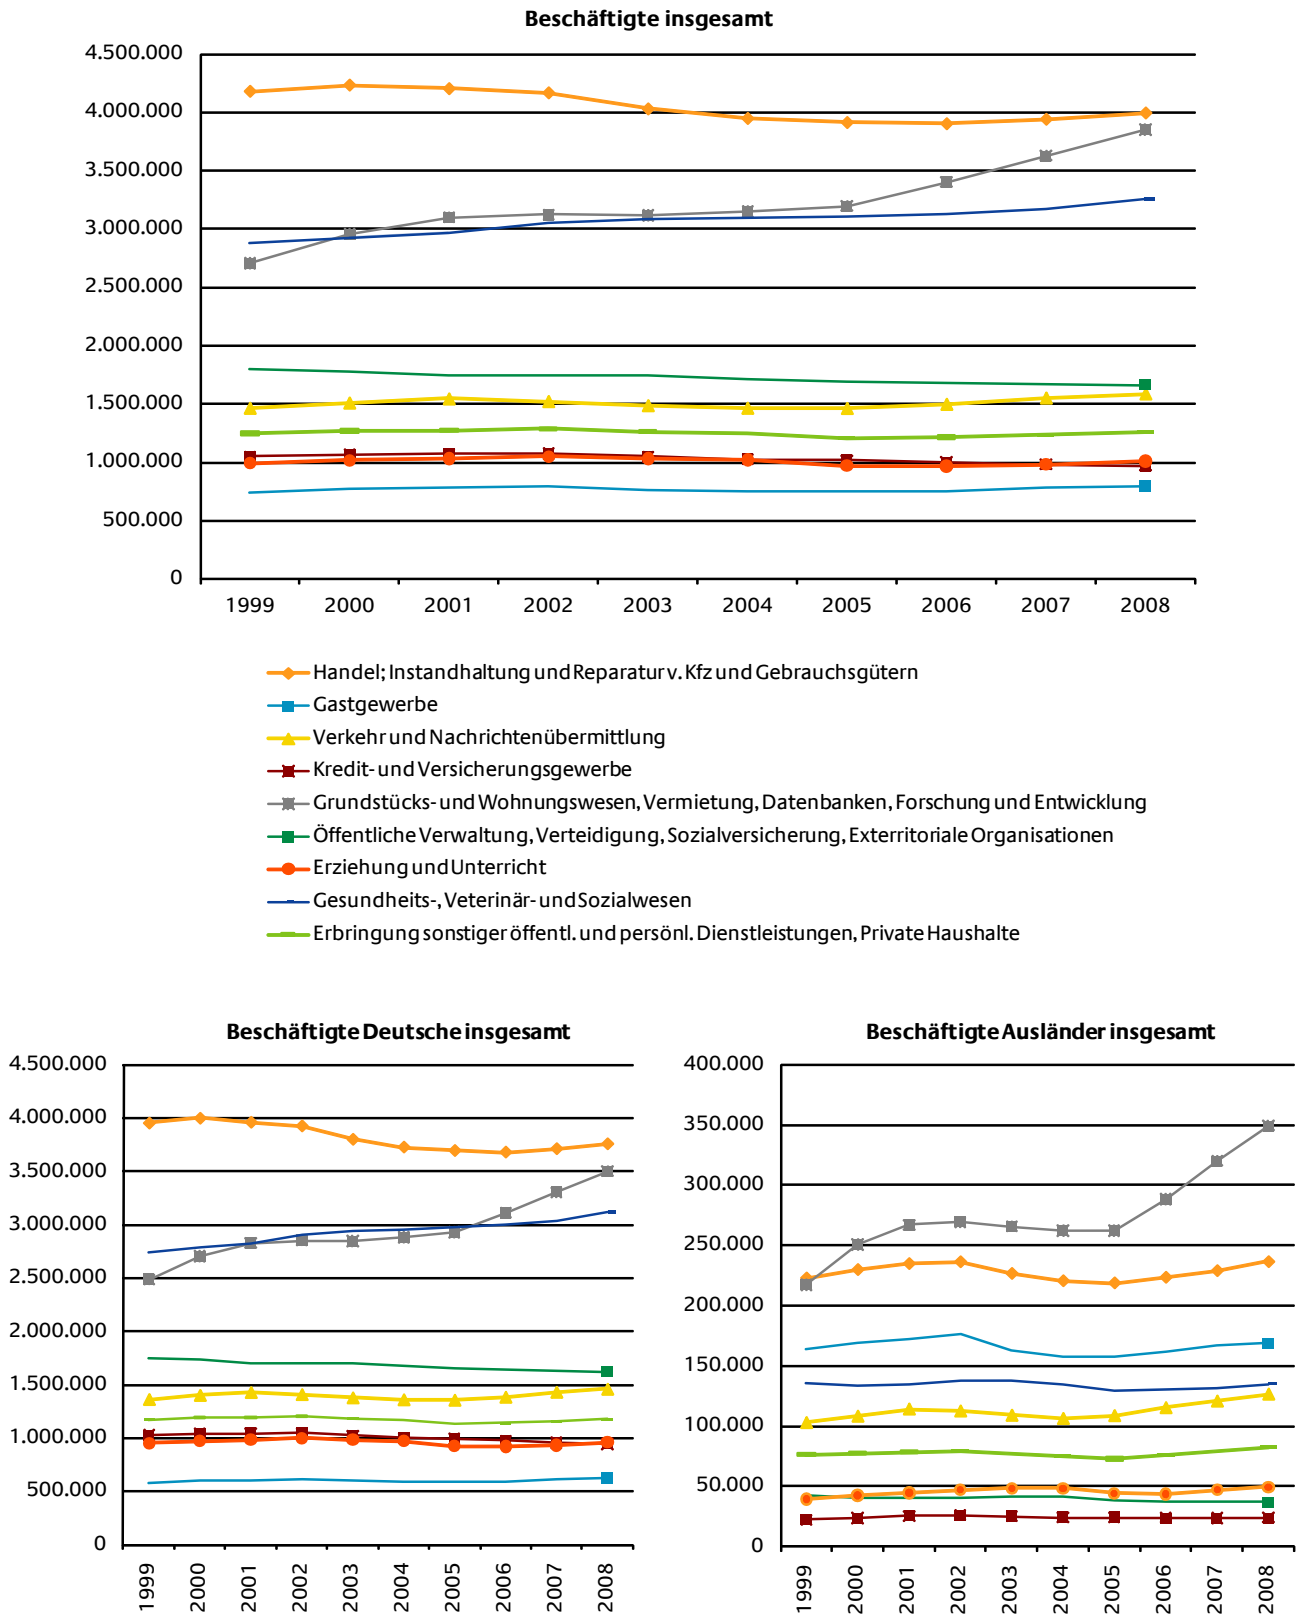 Beschäftigte insgesamt
4.500.000
4.000.000
3.500.000
3.000.000
2.500.000
2.000.000
1.500.000
1.000.000
500.000
0
1999 2000 2001 2002 2003 2004 2005 2006 2007 2008
Handel; Instandhaltung und Reparatur v. Kfz und Gebrauchsgütern
Gastgewerbe
Verkehr und Nachrichtenübermittlung
Kredit- und Versicherungsgewerbe
Grundstücks- und Wohnungswesen, Vermietung, Datenbanken, Forschung und Entwicklung
Öffentliche Verwaltung, Verteidigung, Sozialversicherung, Exterritoriale Organisationen
Erziehung und Unterricht
Gesundheits-, Veterinär- und Sozialwesen
Erbringung sonstiger öffentl. und persönl. Dienstleistungen, Private Haushalte
Beschäftigte Deutsche insgesamt
4.500.000
4.000.000
3.500.000
3.000.000
2.500.000
2.000.000
1.500.000
1.000.000
500.000
0
1999 2000 2001 2002 2003 2004 2005 2006 2007 2008
Beschäftigte Ausländer insgesamt
400.000
350.000
300.000
250.000
200.000
150.000
100.000
50.000
0
1999 2000 2001 2002 2003 2004 2005 2006 2007 2008